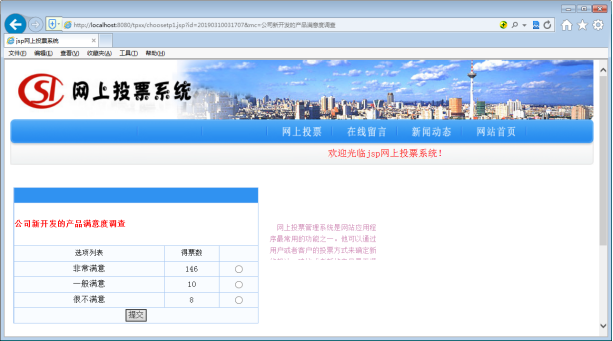 http://localhost:8080/tpxs/choosetp1.jsp?id=20190310031707&mc=公司新开发的产品满意度调查
jsp网上投票系统
文件(F) 编辑(E) 查看(V) 收藏夹(A) 工具(T) 帮助(H)
网上投票系统
网上投票 在线留言 新闻动态 网站首页
欢迎光临jsp网上投票系统！
公司新开发的产品满意度调查
选项列表 得票数
非常满意 146
一般满意 10
很不满意 8
提交
网上投票管理系统是网站应用程
序最常用的功能之一。他可以通过
用户或者客户的投票方式来确定新